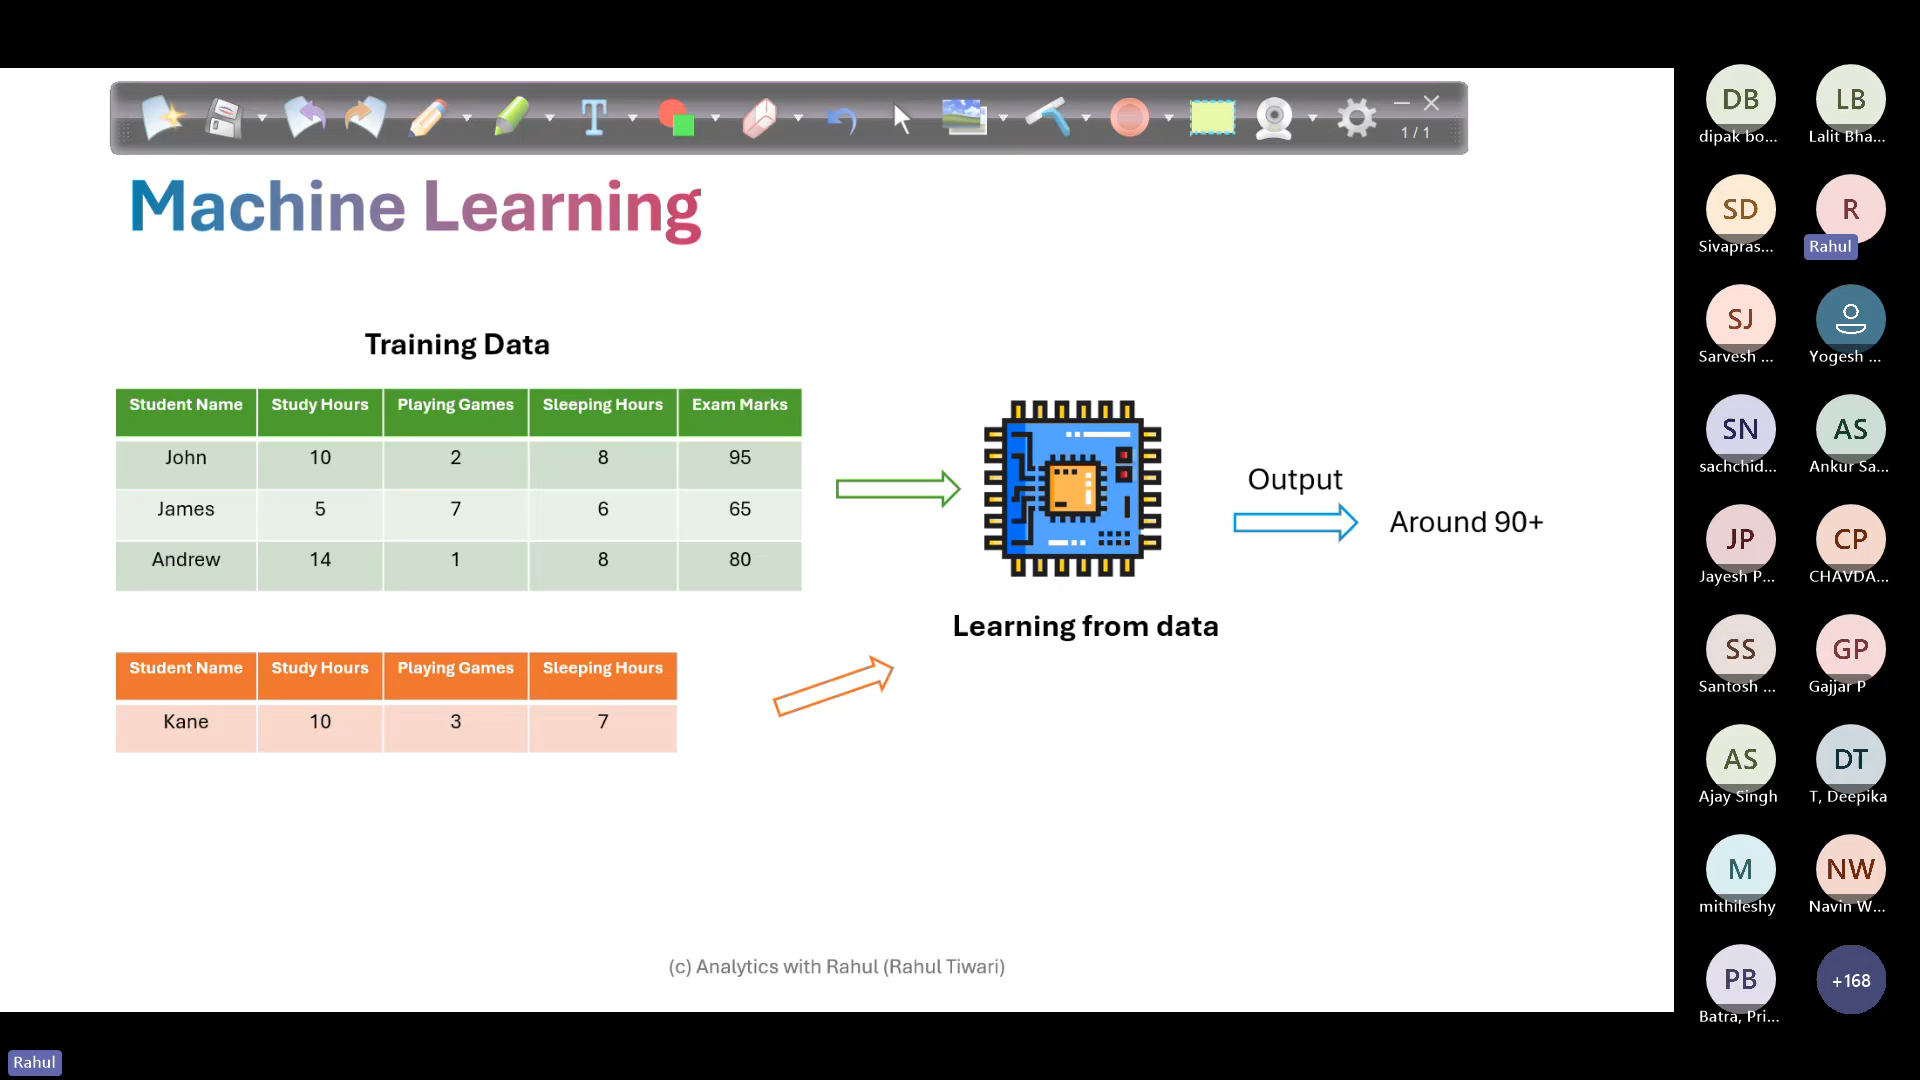 1 / 1
Machine Learning
Training Data
Student Name Study Hours Playing Games Sleeping Hours Exam Marks
John 10 2 8 95
James 5 7 6 65
Andrew 14 1 8 80
Output
Around 90+
Learning from data
Student Name Study Hours Playing Games Sleeping Hours
Kane 10 3 7
(c) Analytics with Rahul (Rahul Tiwari)
DB LB
dipak bo... Lalit Bha...
SD R
Sivapras... Rahul
SJ
Sarvesh ... Yogesh ...
SN AS
sachchid... Ankur Sa...
JP CP
Jayesh P... CHAVDA...
SS GP
Santosh ... Gajjar P
AS DT
Ajay Singh T, Deepika
M NW
mithileshy Navin W...
PB +168
Batra, Pri...
Rahul